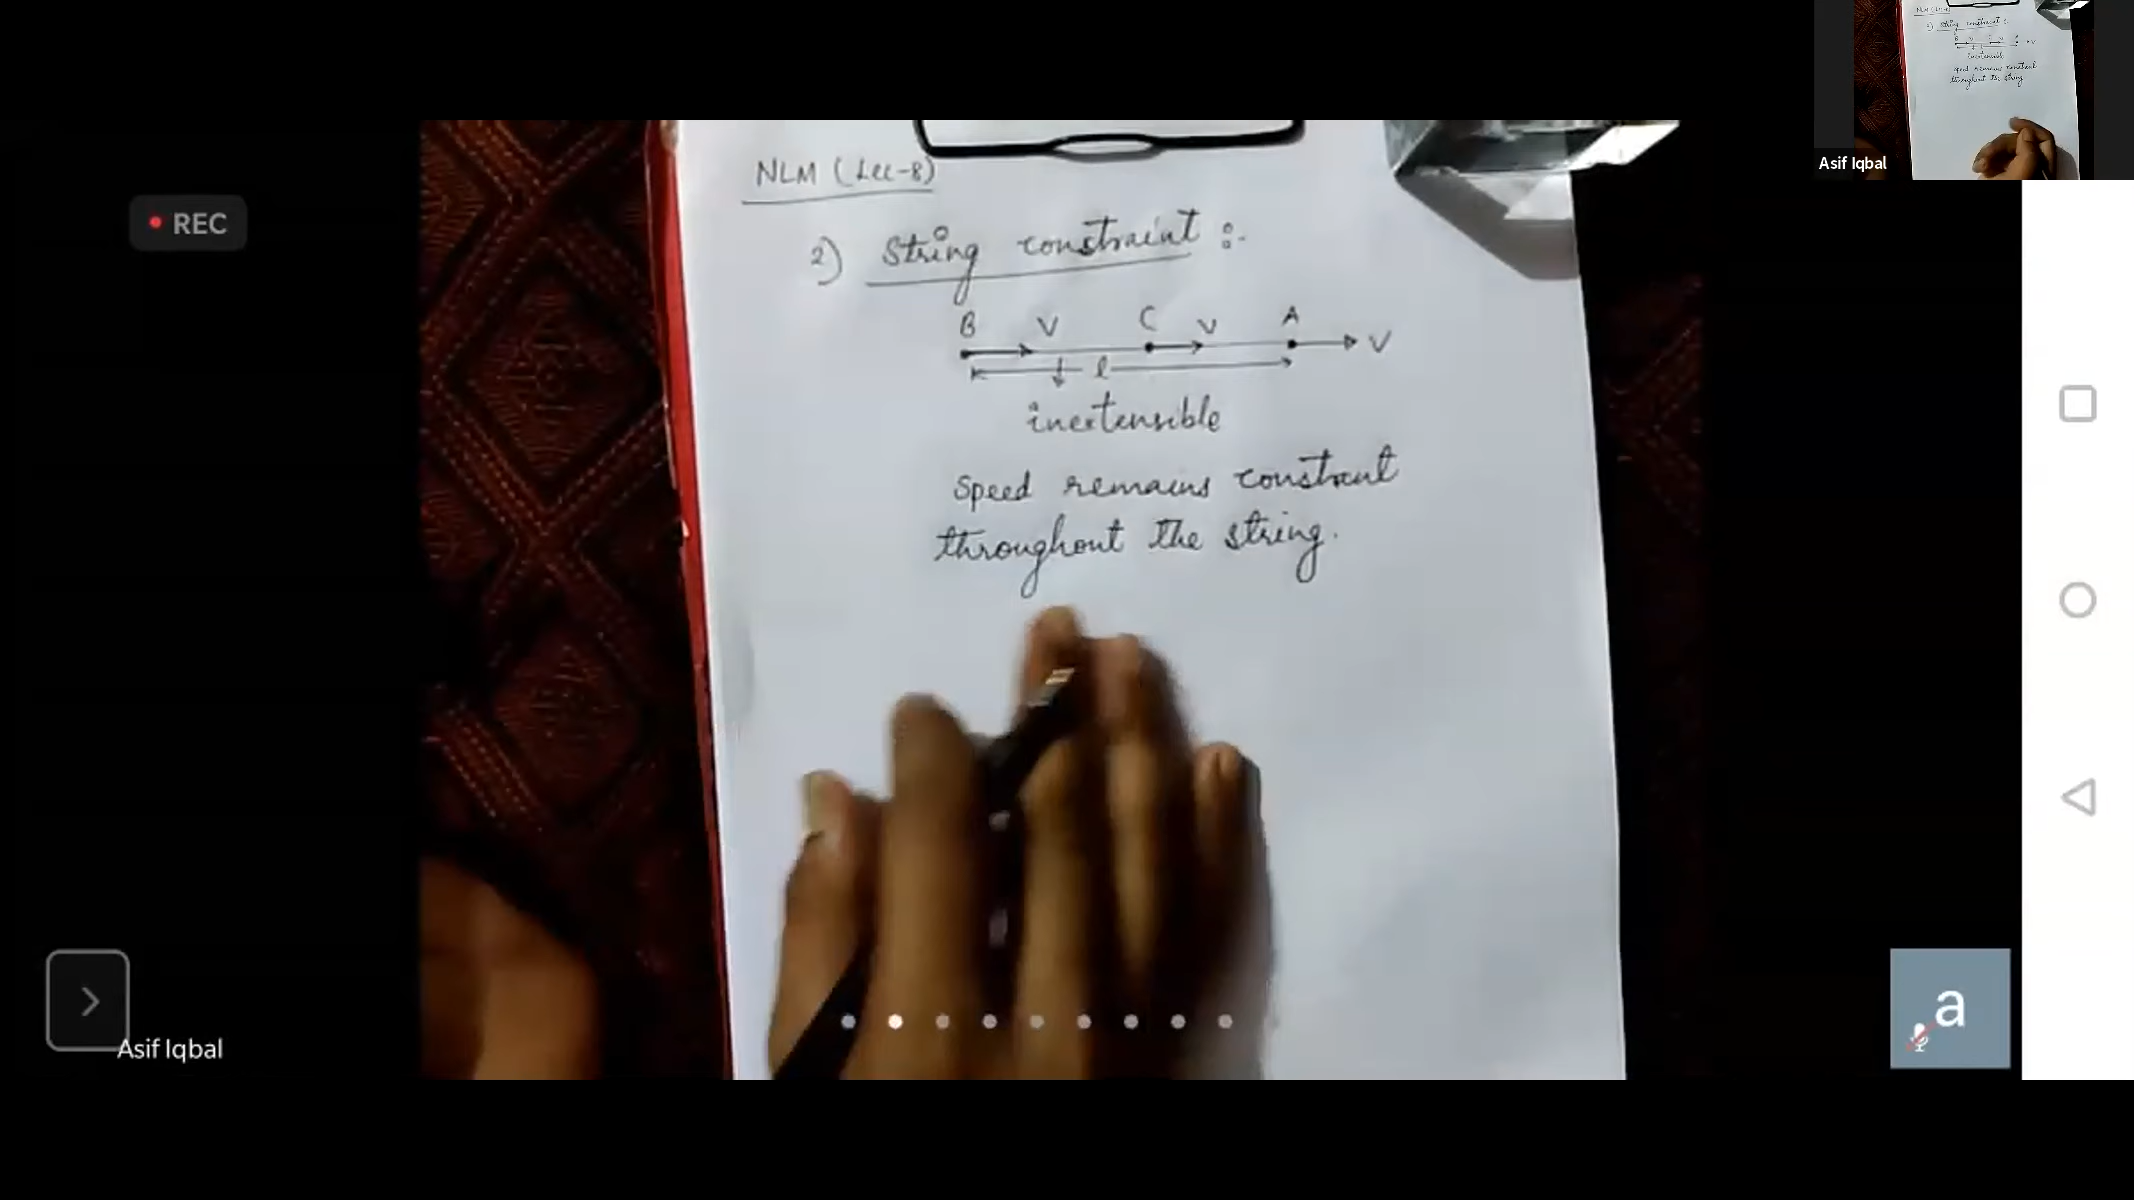 NLM (Lec-8)
2) String constraint :-
B V C V A V
l
inextensible
Speed remains constant
throughout the string.
REC
Asif Iqbal
Asif Iqbal
a